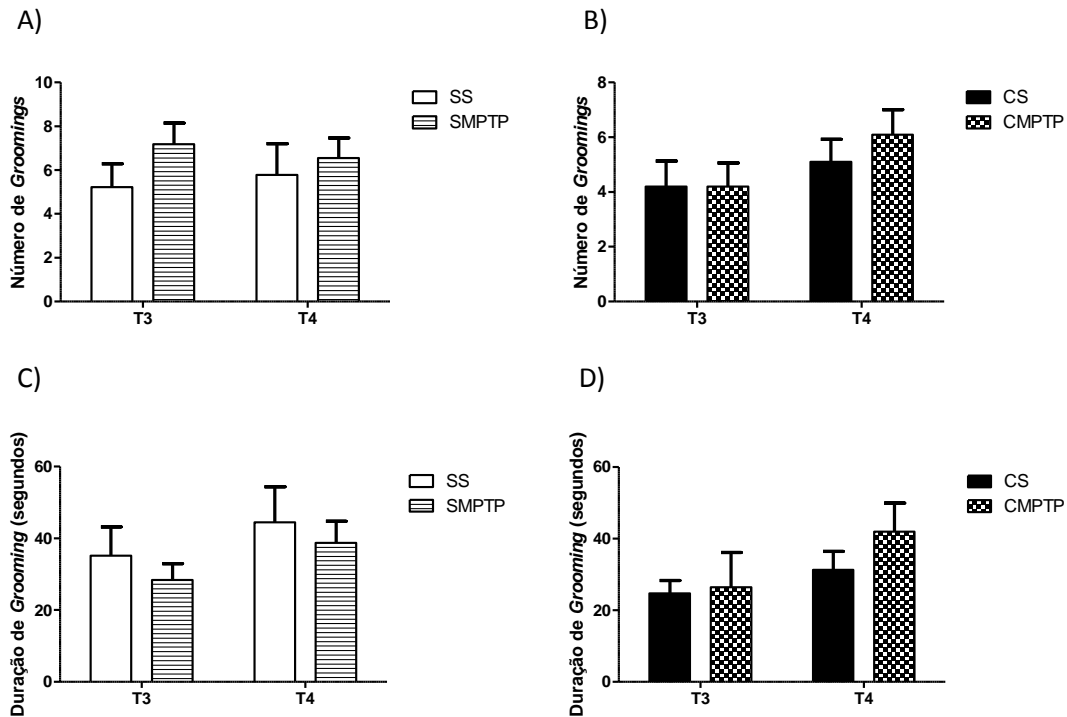 A)
Número de Groomings
10
8
6
4
2
0
T3
T4
SS
SMPTP
B)
Número de Groomings
8
6
4
2
0
T3
T4
CS
CMPTP
C)
Duração de Grooming (segundos)
60
40
20
0
T3
T4
SS
SMPTP
D)
Duração de Grooming (segundos)
60
40
20
0
T3
T4
CS
CMPTP